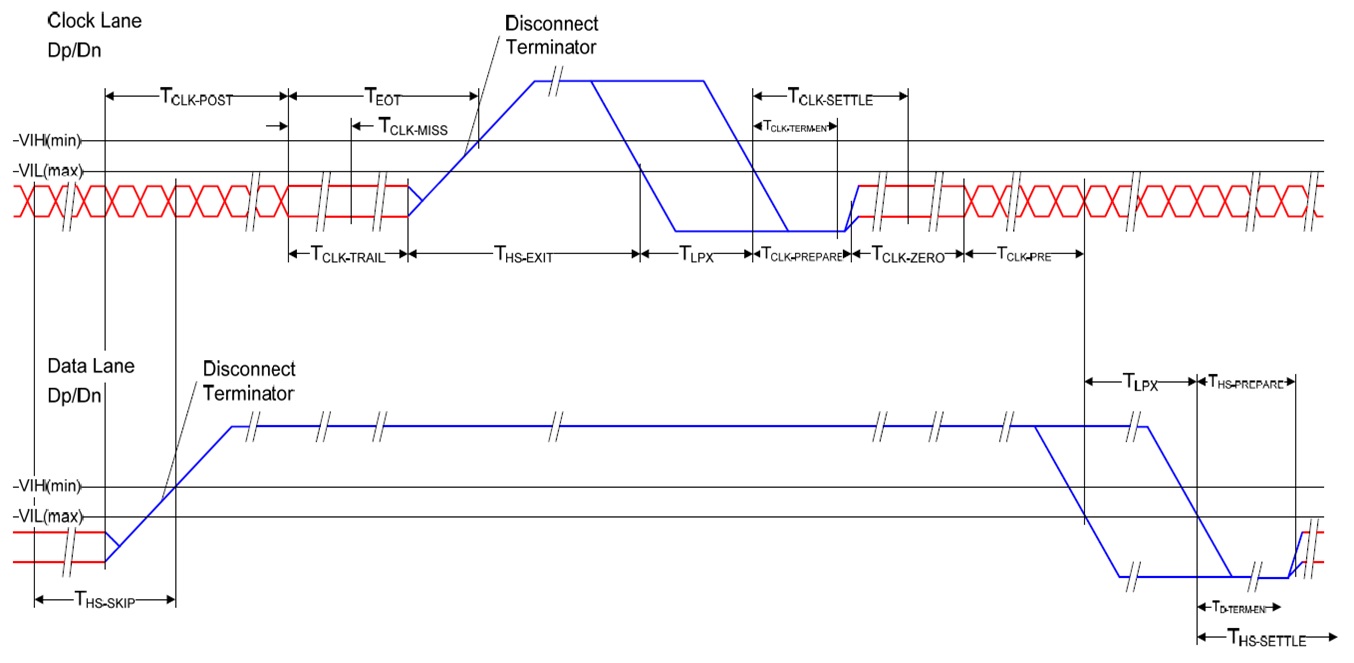 Clock Lane
Dp/Dn
Disconnect
Terminator
TCLK-POST
TEOT
TCLK-SETTLE
TCLK-MISS
TCLK-TERM-EN
VIH(min)
VIL(max)
TCLK-TRAIL
THS-EXIT
TLPX
TCLK-PREPARE
TCLK-ZERO
TCLK-PRE
Data Lane
Dp/Dn
Disconnect
Terminator
TLPX
THS-PREPARE
VIH(min)
VIL(max)
THS-SKIP
TD-TERM-EN
THS-SETTLE